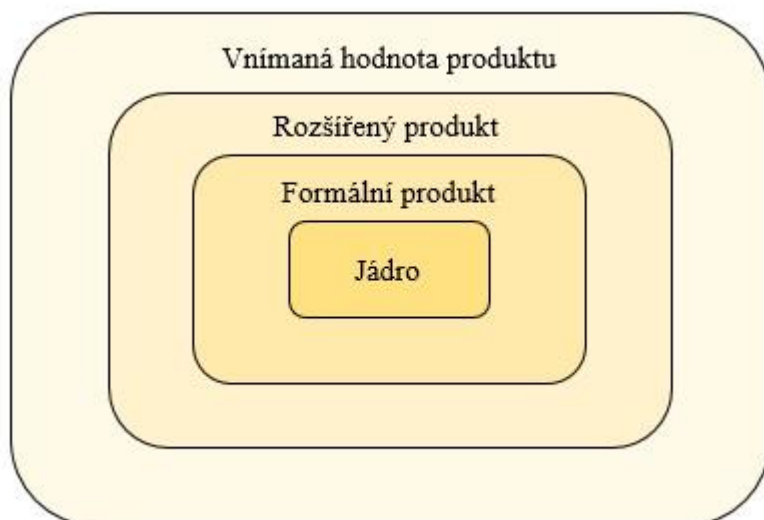 Vnímaná hodnota produktu
Rozšířený produkt
Formální produkt
Jádro